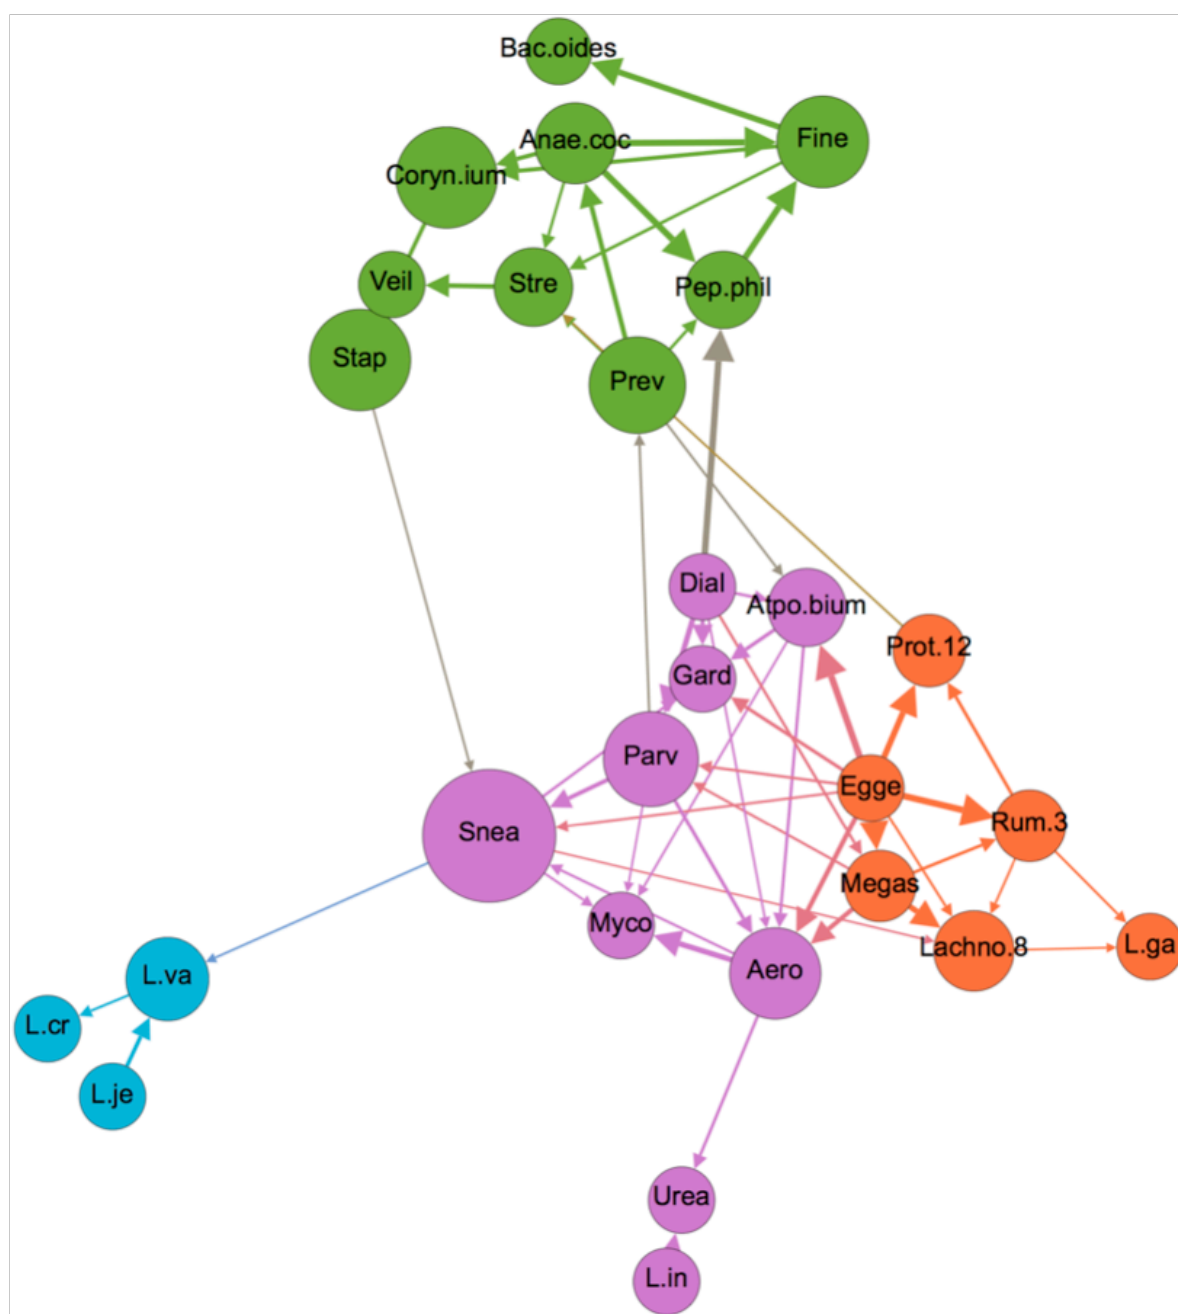 Bac.oides
Anae.coc
Fine
Coryn.ium
Veil
Stre
Pep.phil
Stap
Prev
Dial
Atpo.bium
Prot.12
Gard
Parv
Egge
Snea
Rum.3
Megas
Myco
Lachno.8
L.ga
Aero
L.va
L.cr
L.je
Urea
L.in